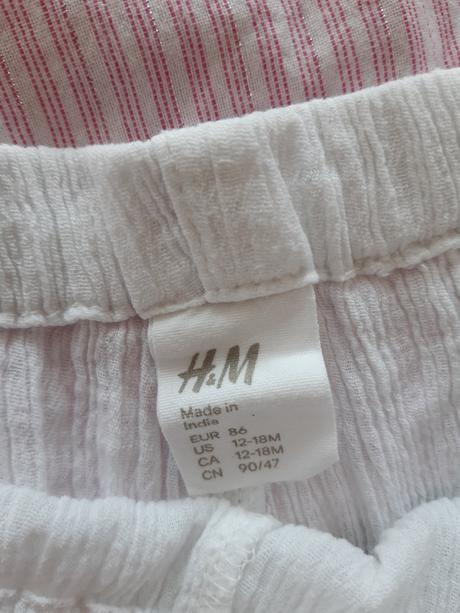 H&M
Made in
India
EUR 86
US 12-18M
CA 12-18M
CN 90/47